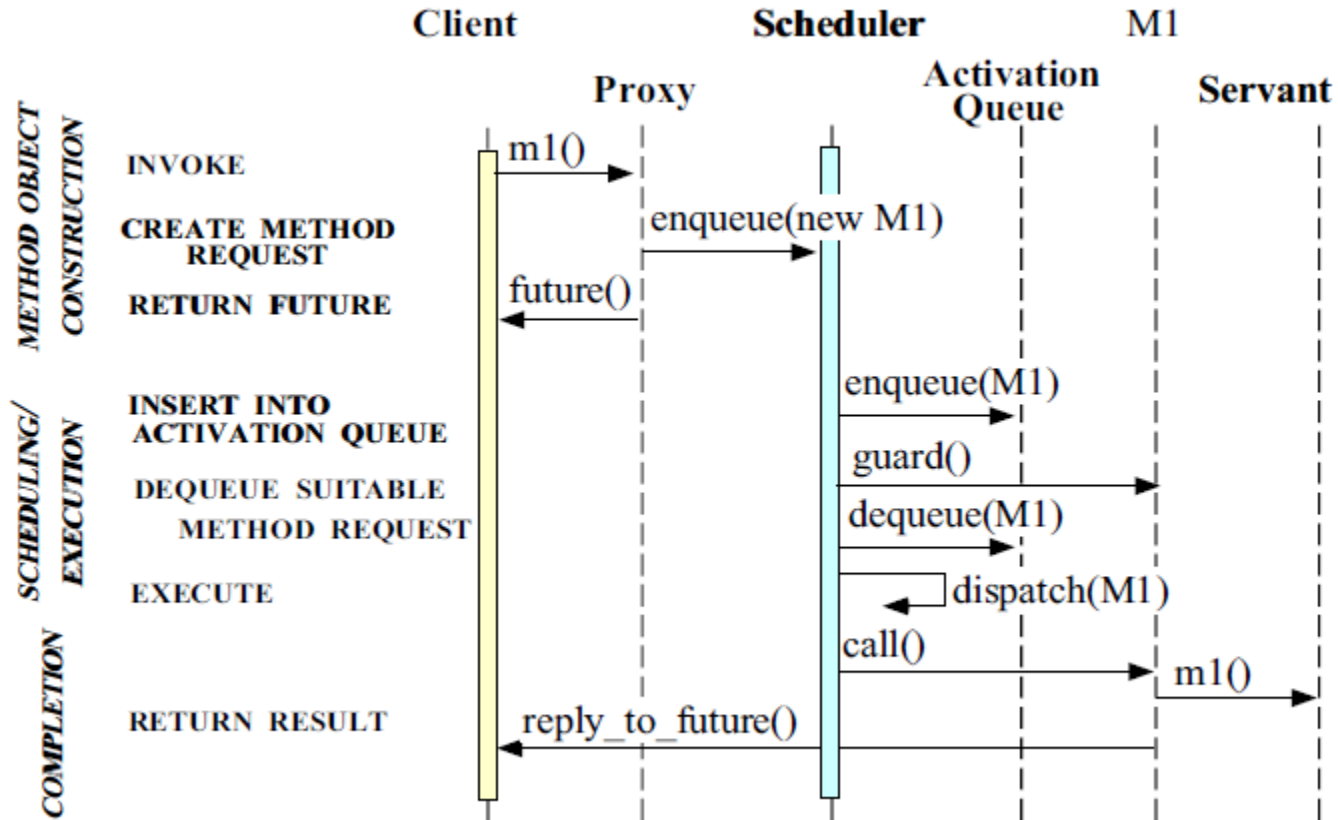 Client Scheduler M1
Proxy Activation Queue Servant
METHOD OBJECT
CONSTRUCTION
INVOKE
m1()
CREATE METHOD
REQUEST
enqueue(new M1)
RETURN FUTURE
future()
SCHEDULING/
EXECUTION
INSERT INTO
ACTIVATION QUEUE
enqueue(M1)
DEQUEUE SUITABLE
METHOD REQUEST
guard()
dequeue(M1)
EXECUTE
dispatch(M1)
COMPLETION
call()
m1()
RETURN RESULT
reply_to_future()